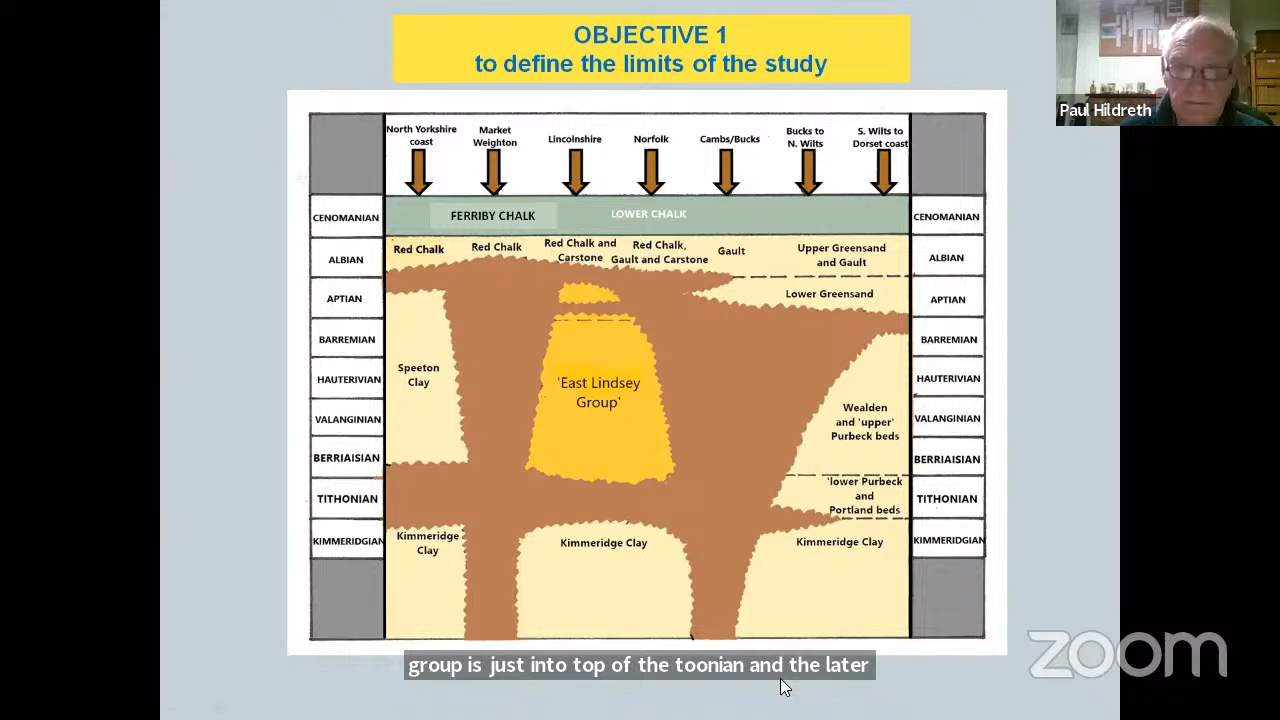 OBJECTIVE 1
to define the limits of the study
Paul Hildreth
North Yorkshire
coast
Market
Weighton
Lincolnshire
Norfolk
Cambs/Bucks
Bucks to
N. Wilts
S. Wilts to
Dorset coast
CENOMANIAN
FERRIBY CHALK
LOWER CHALK
CENOMANIAN
ALBIAN
Red Chalk
Red Chalk
Red Chalk and
Carstone
Red Chalk,
Gault and Carstone
Gault
Upper Greensand
and Gault
ALBIAN
APTIAN
Lower Greensand
APTIAN
BARREMIAN
BARREMIAN
HAUTERIVIAN
Speeton
Clay
'East Lindsey
Group'
HAUTERIVIAN
VALANGINIAN
Wealden
and 'upper'
Purbeck beds
VALANGINIAN
BERRIAISIAN
BERRIAISIAN
TITHONIAN
'lower Purbeck
and
Portland beds
TITHONIAN
KIMMERIDGIAN
Kimmeridge
Clay
Kimmeridge Clay
Kimmeridge Clay
KIMMERIDGIAN
group is just into top of the toonian and the later
zoom